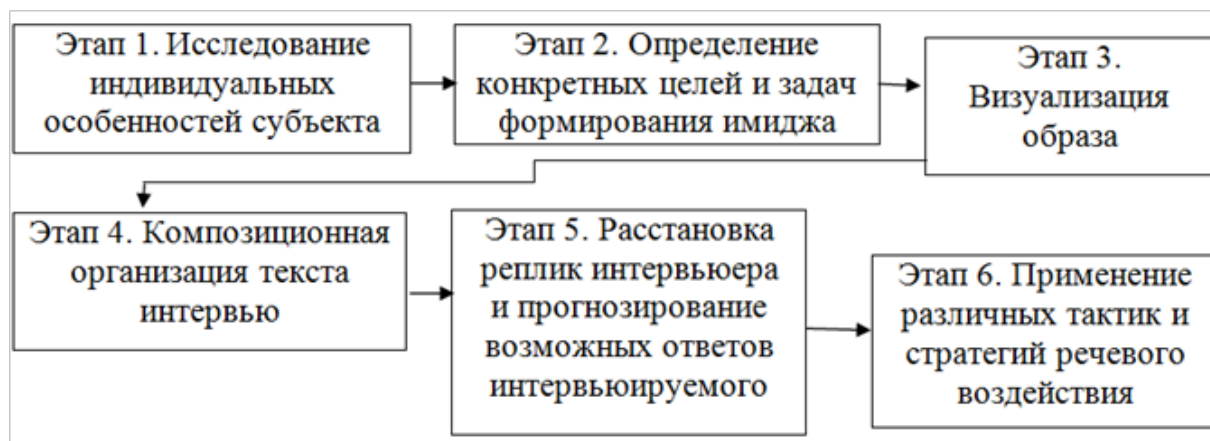 Этап 1. Исследование
индивидуальных
особенностей субъекта
Этап 2. Определение
конкретных целей и задач
формирования имиджа
Этап 3.
Визуализация
образа
Этап 4. Композиционная
организация текста
интервью
Этап 5. Расстановка
реплик интервьюера
и прогнозирование
возможных ответов
интервьюируемого
Этап 6. Применение
различных тактик и
стратегий речевого
воздействия